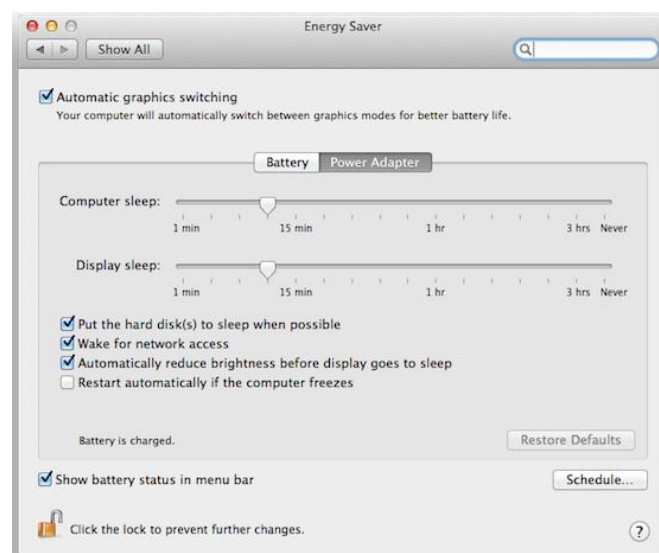 Energy Saver
Show All
Automatic graphics switching
Your computer will automatically switch between graphics modes for better battery life.
Battery Power Adapter
Computer sleep:
1 min 15 min 1 hr 3 hrs Never
Display sleep:
1 min 15 min 1 hr 3 hrs Never
Put the hard disk(s) to sleep when possible
Wake for network access
Automatically reduce brightness before display goes to sleep
Restart automatically if the computer freezes
Battery is charged. Restore Defaults
Show battery status in menu bar Schedule...
Click the lock to prevent further changes. ?